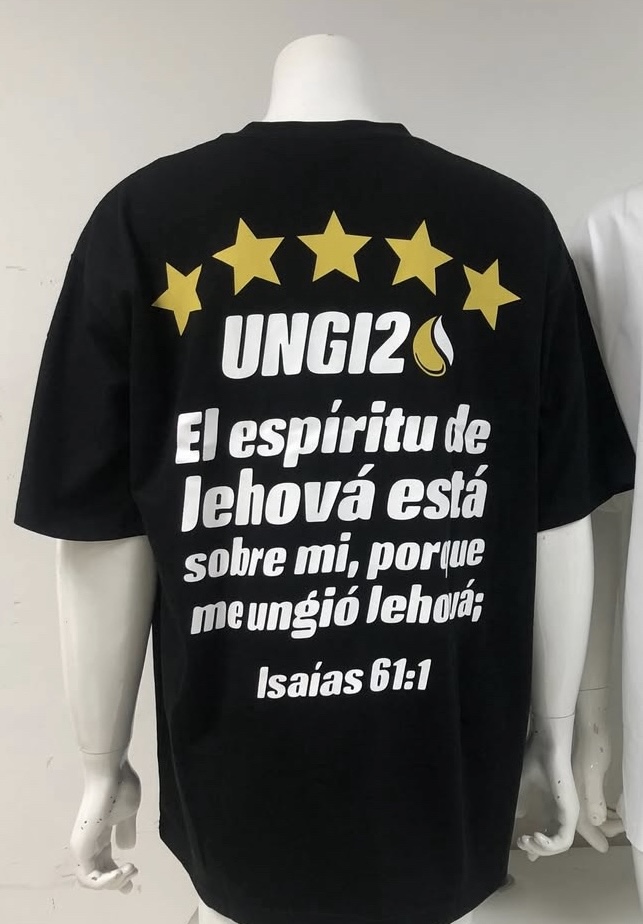 UNGI2
El espíritu de
Jehová está
sobre mi, porque
me ungió Jehová;
Isaías 61:1